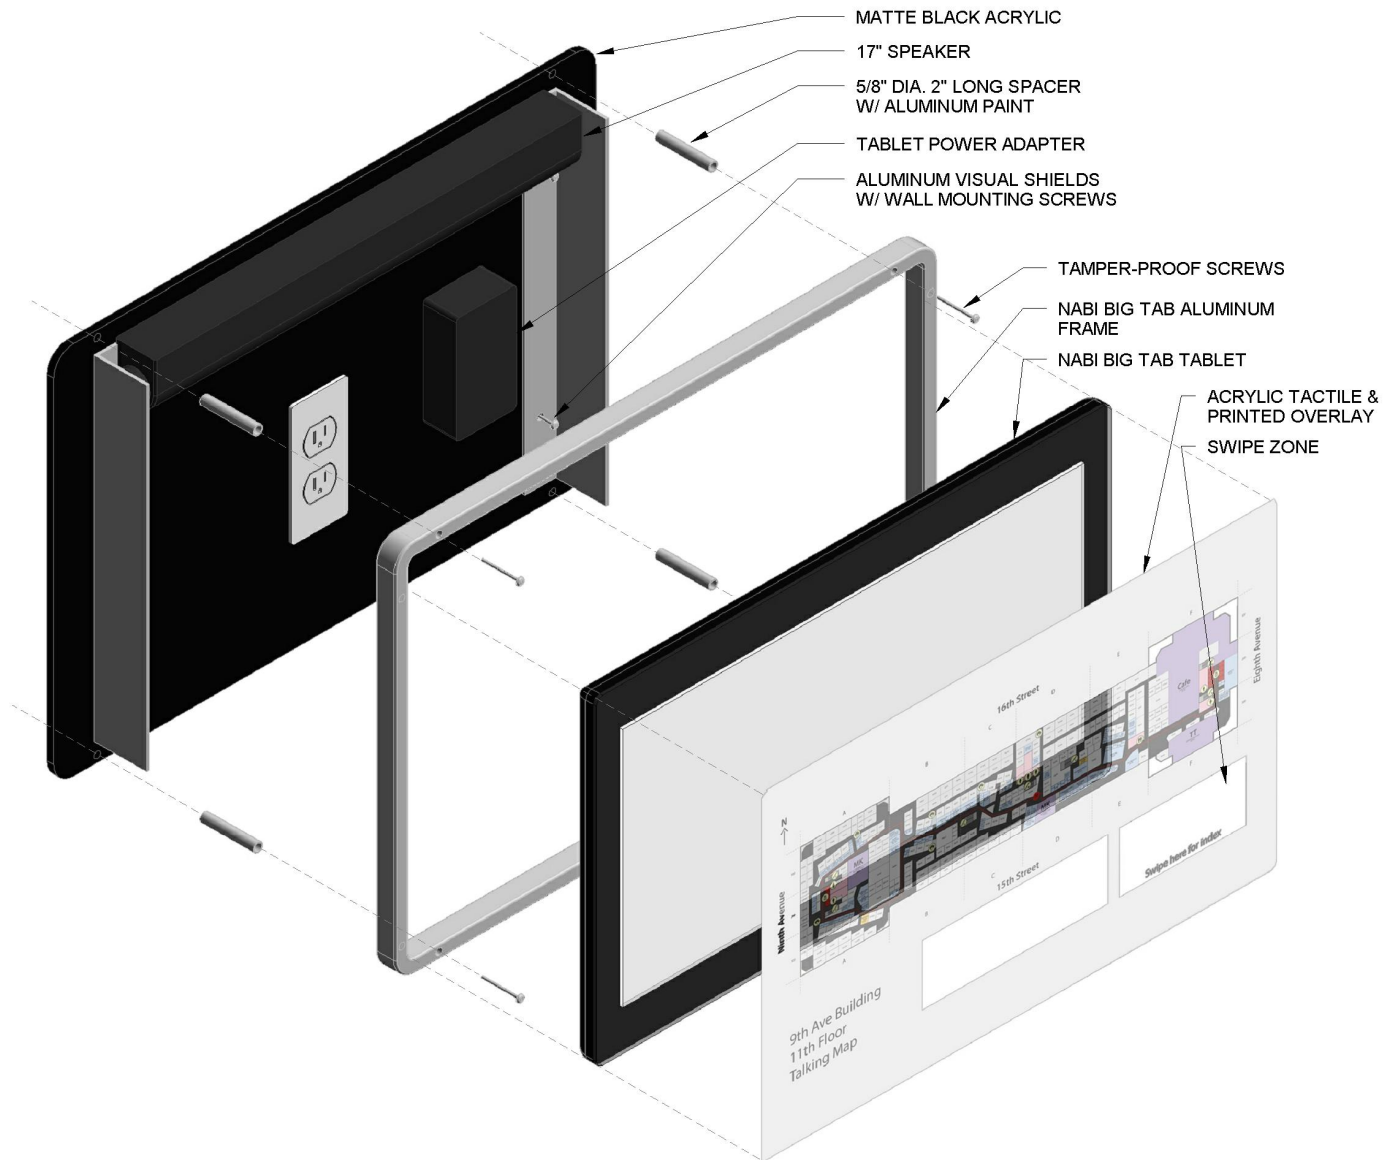 MATTE BLACK ACRYLIC
17" SPEAKER
5/8" DIA. 2" LONG SPACER
W/ ALUMINUM PAINT
TABLET POWER ADAPTER
ALUMINUM VISUAL SHIELDS
W/ WALL MOUNTING SCREWS
TAMPER-PROOF SCREWS
NABI BIG TAB ALUMINUM
FRAME
NABI BIG TAB TABLET
ACRYLIC TACTILE &
PRINTED OVERLAY
SWIPE ZONE
16th Street
Eighth Avenue
Cafe
TT
N
MK
Ninth Avenue
15th Street
Swipe here for Index
A
B
C
D
E
F
A
B
C
D
E
F
9th Ave Building
11th Floor
Talking Map